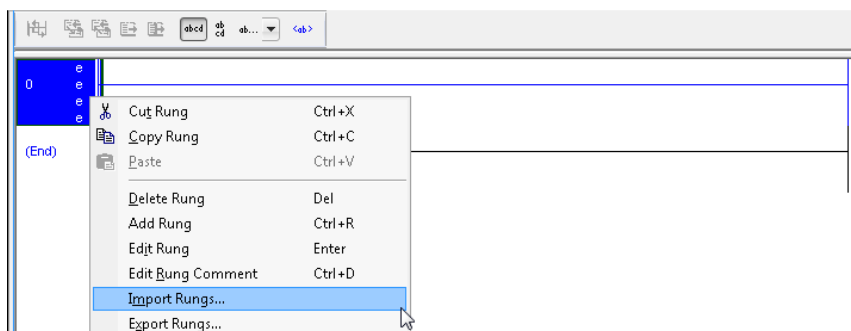 abcd ab cd ab... <ab>
e
0 e
e
e
Cut Rung Ctrl+X
Copy Rung Ctrl+C
(End)
Paste Ctrl+V
Delete Rung Del
Add Rung Ctrl+R
Edit Rung Enter
Edit Rung Comment Ctrl+D
Import Rungs...
Export Rungs...